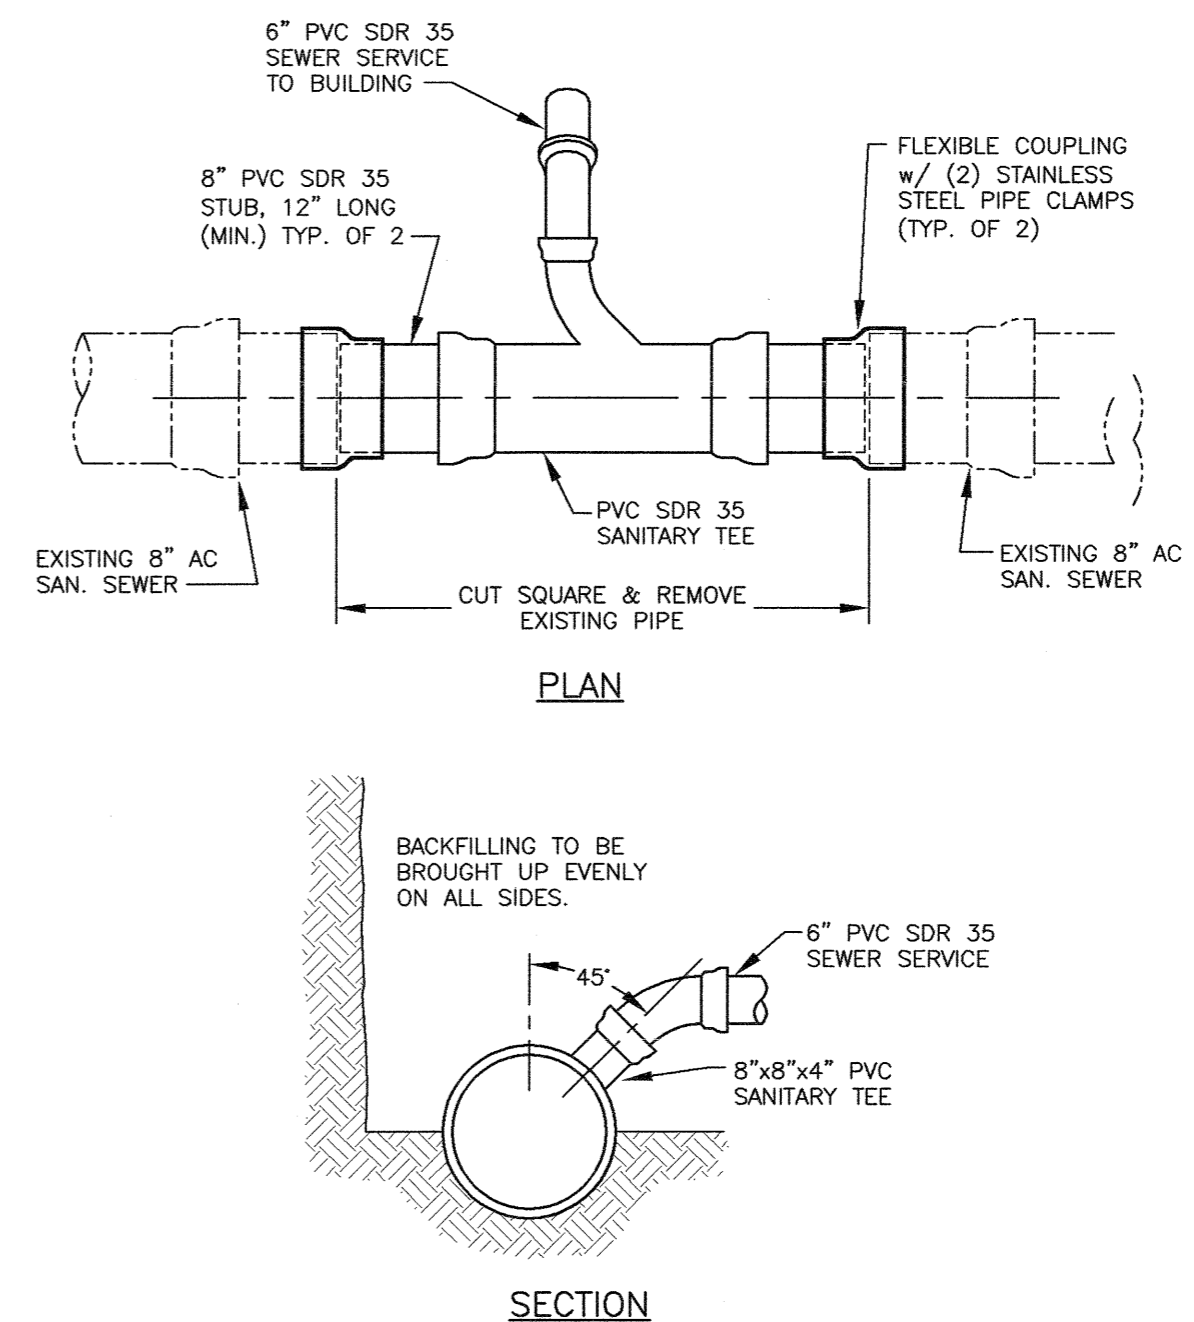 6" PVC SDR 35
SEWER SERVICE
TO BUILDING
8" PVC SDR 35
STUB, 12" LONG
(MIN.) TYP. OF 2
FLEXIBLE COUPLING
w/ (2) STAINLESS
STEEL PIPE CLAMPS
(TYP. OF 2)
PVC SDR 35
SANITARY TEE
EXISTING 8" AC
SAN. SEWER
EXISTING 8" AC
SAN. SEWER
CUT SQUARE & REMOVE
EXISTING PIPE
PLAN
BACKFILLING TO BE
BROUGHT UP EVENLY
ON ALL SIDES.
6" PVC SDR 35
SEWER SERVICE
45°
8"x8"x4" PVC
SANITARY TEE
SECTION